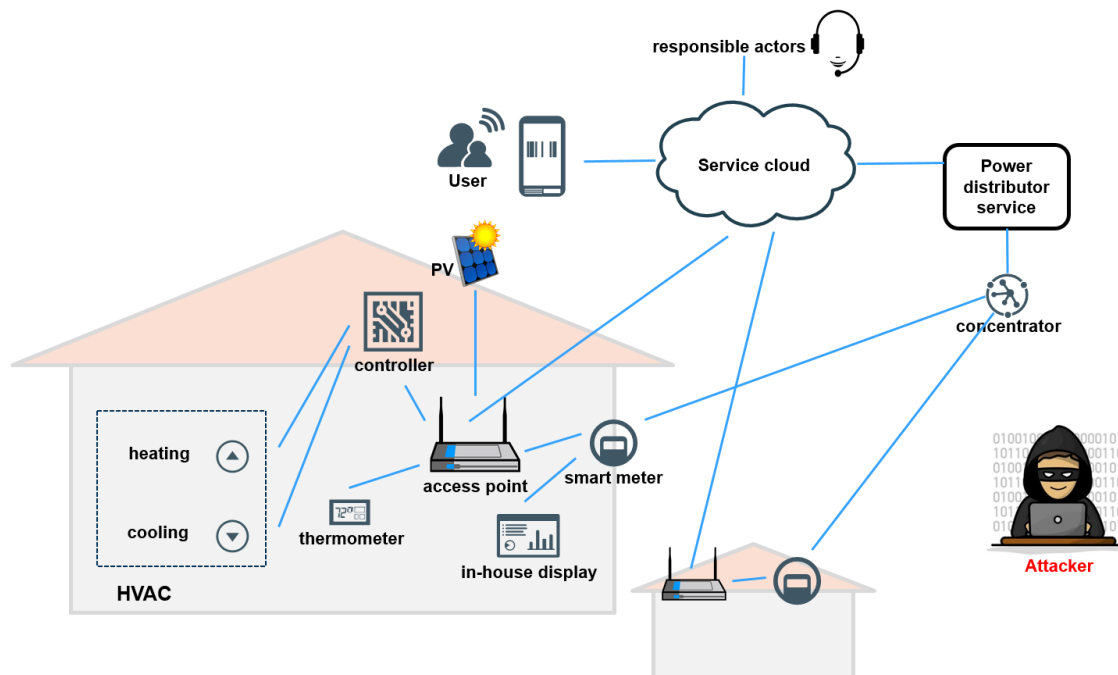 responsible actors
User
Service cloud
Power
distributor
service
PV
controller
concentrator
heating
access point
smart meter
cooling
thermometer
72°
in-house display
HVAC
Attacker